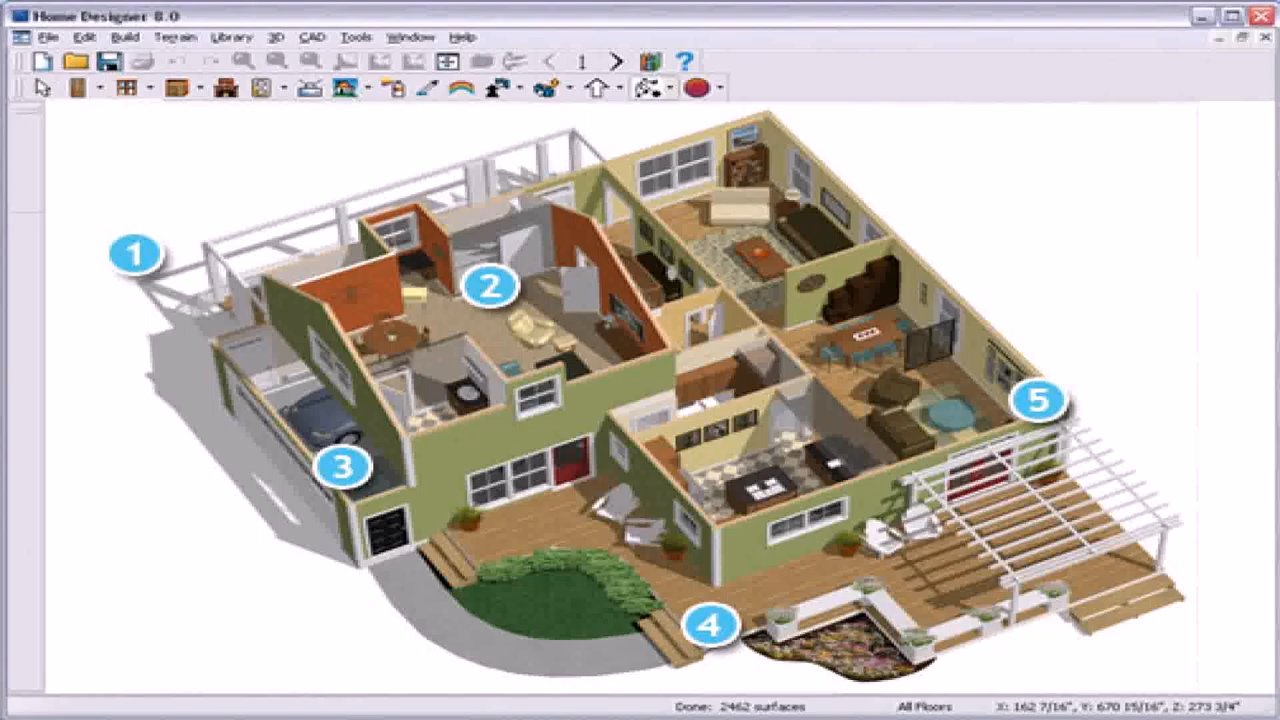 Home Designer 8.0
File Edit Build Terrain Library 3D CAD Tools Window Help
1
?
1
2
3
4
5
Done: 2462 surfaces All Floors X: 162 7/16", Y: 670 15/16", Z: 273 3/4"